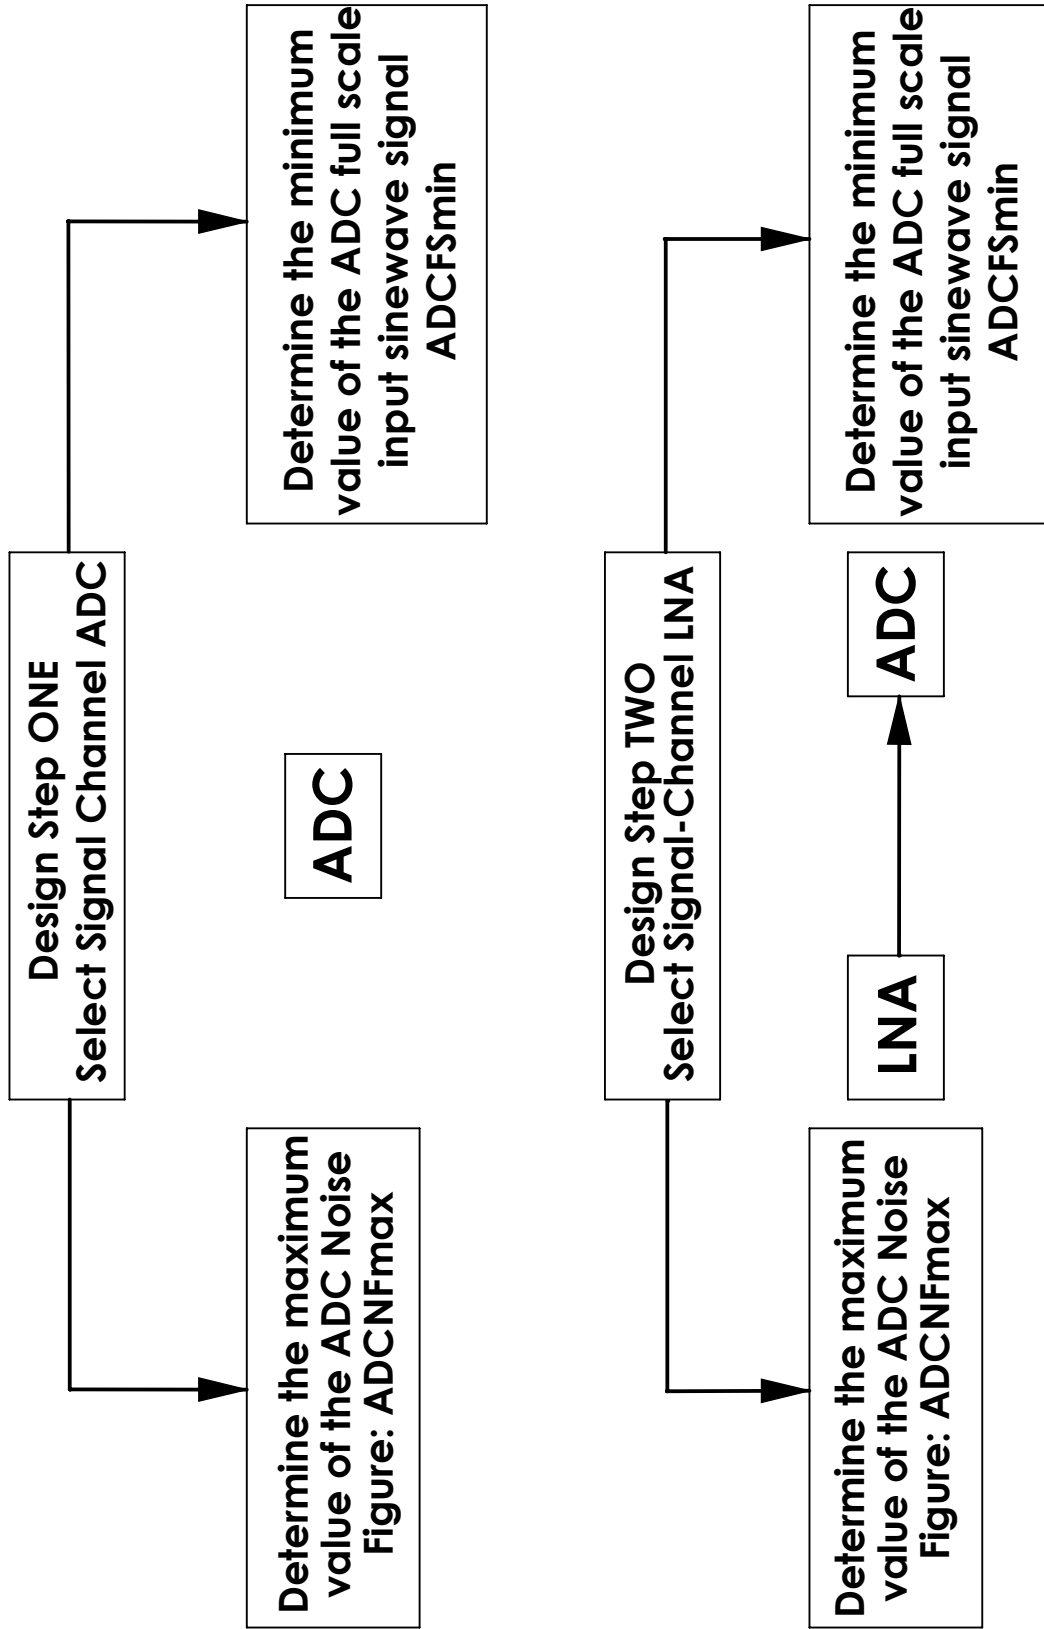 Design Step ONE
Select Signal Channel ADC
Determine the maximum
value of the ADC Noise
Figure: ADCNFmax
ADC
Determine the minimum
value of the ADC full scale
input sinewave signal
ADCFSmin
Design Step TWO
Select Signal-Channel LNA
Determine the maximum
value of the ADC Noise
Figure: ADCNFmax
LNA
ADC
Determine the minimum
value of the ADC full scale
input sinewave signal
ADCFSmin